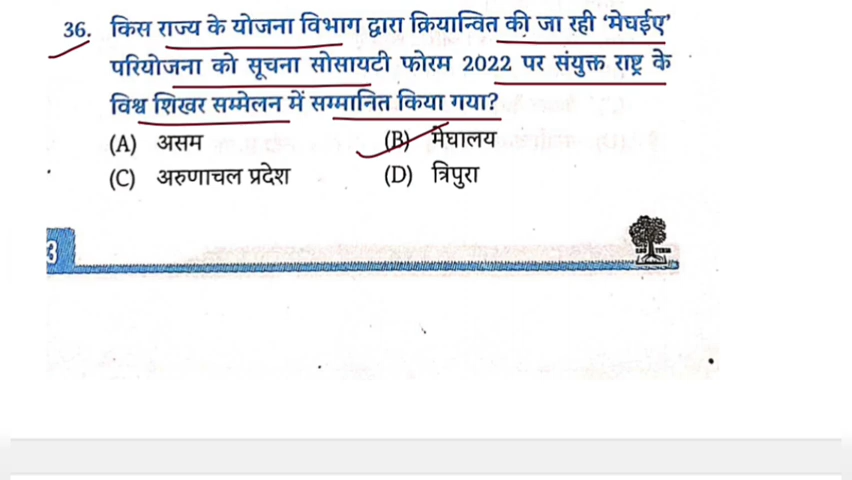 36. किस राज्य के योजना विभाग द्वारा क्रियान्वित की जा रही ‘मेघईए’
परियोजना को सूचना सोसायटी फोरम 2022 पर संयुक्त राष्ट्र के
विश्व शिखर सम्मेलन में सम्मानित किया गया?
(A) असम (B) मेघालय
(C) अरुणाचल प्रदेश (D) त्रिपुरा
3